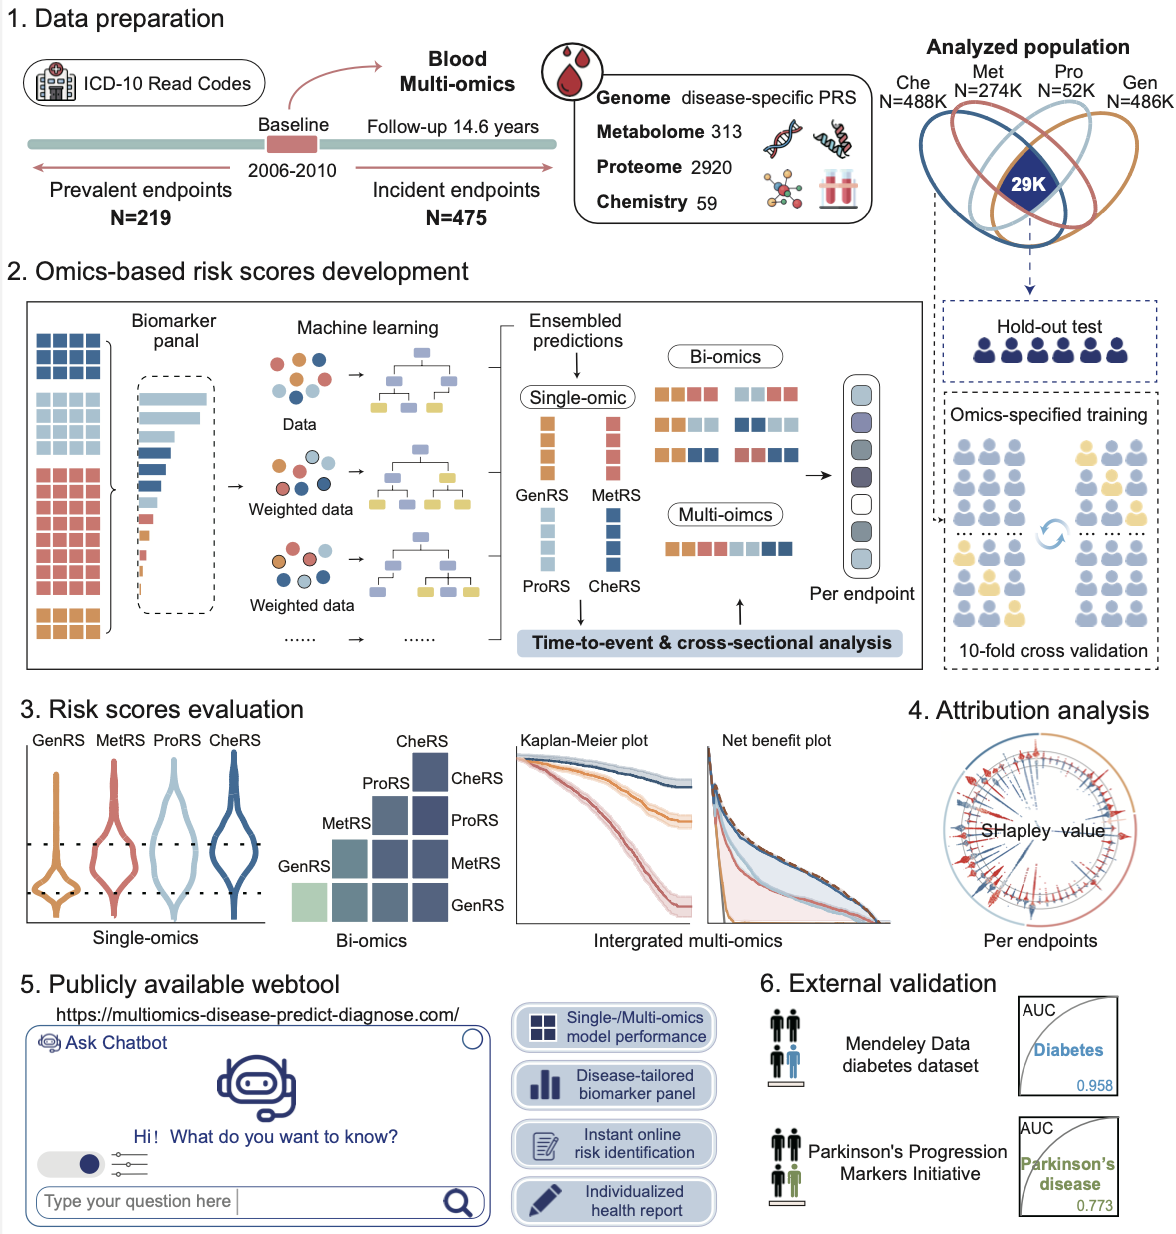 1. Data preparation
ICD-10 Read Codes
Blood
Multi-omics
Baseline
Follow-up 14.6 years
2006-2010
Prevalent endpoints
N=219
Incident endpoints
N=475
Genome disease-specific PRS
Metabolome 313
Proteome 2920
Chemistry 59
Analyzed population
Che
N=488K
Met
N=274K
Pro
N=52K
Gen
N=486K
29K
2. Omics-based risk scores development
Biomarker
panal
Machine learning
Data
Weighted data
Weighted data
......
......
Ensembled
predictions
Single-omic
GenRS
MetRS
ProRS
CheRS
Bi-omics
Multi-oimcs
Per endpoint
Time-to-event & cross-sectional analysis
Hold-out test
Omics-specified training
10-fold cross validation
3. Risk scores evaluation
GenRS MetRS ProRS CheRS
Single-omics
CheRS
ProRS
MetRS
GenRS
CheRS
ProRS
MetRS
GenRS
Bi-omics
Kaplan-Meier plot
Net benefit plot
Intergrated multi-omics
4. Attribution analysis
SHapley value
Per endpoints
5. Publicly available webtool
https://multiomics-disease-predict-diagnose.com/
Ask Chatbot
Hi! What do you want to know?
Type your question here
Single-/Multi-omics
model performance
Disease-tailored
biomarker panel
Instant online
risk identification
Individualized
health report
6. External validation
Mendeley Data
diabetes dataset
AUC
Diabetes
0.958
Parkinson's Progression
Markers Initiative
AUC
Parkinson's
disease
0.773